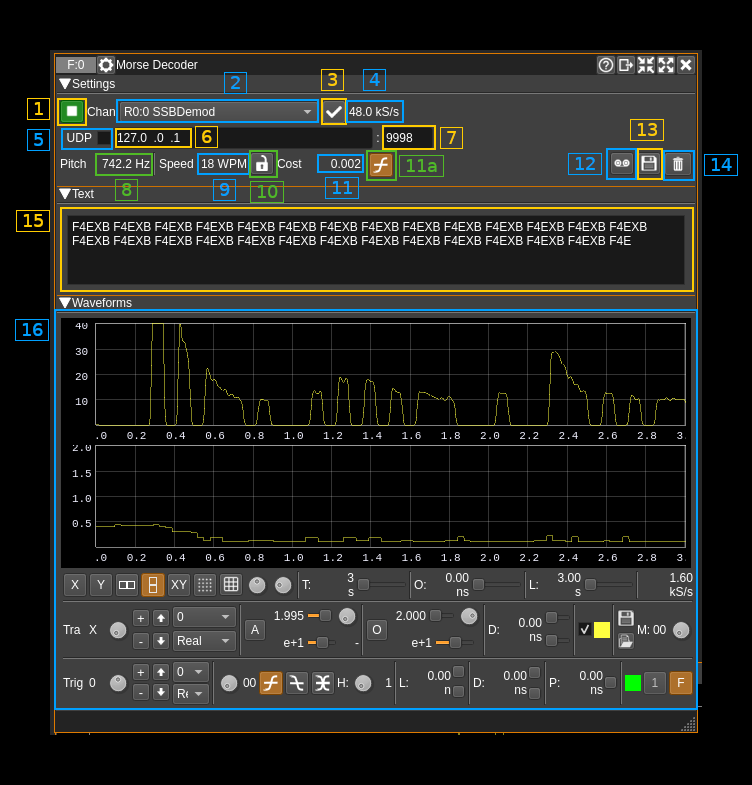 F:0 Morse Decoder
Settings
2 3 4
1 Chan R0:0 SSBDemod 48.0 kS/s
5 UDP 127.0 .0 .1 6 : 9998 7 13
Pitch 742.2 Hz Speed 18 WPM Cost 0.002 11a 12 14
8 9 10 11
Text
15
F4EXB F4EXB F4EXB F4EXB F4EXB F4EXB F4EXB F4EXB F4EXB F4EXB F4EXB F4EXB F4EXB F4EXB
F4EXB F4EXB F4EXB F4EXB F4EXB F4EXB F4EXB F4EXB F4EXB F4EXB F4EXB F4EXB F4EXB F4E
Waveforms
16
40
30
20
10
.0 0.2 0.4 0.6 0.8 1.0 1.2 1.4 1.6 1.8 2.0 2.2 2.4 2.6 2.8 3.
2.0
1.5
1.0
0.5
.0 0.2 0.4 0.6 0.8 1.0 1.2 1.4 1.6 1.8 2.0 2.2 2.4 2.6 2.8 3.
X Y XY T: 3 s O: 0.00 ns L: 3.00 s 1.60 kS/s
Tra X + - 0 Real A 1.995 e+1 - O 2.000 e+1 D: 0.00 ns M: 00
Trig 0 + - 0 Re 00 H: 1 L: 0.00 n D: 0.00 ns P: 0.00 ns 1 F